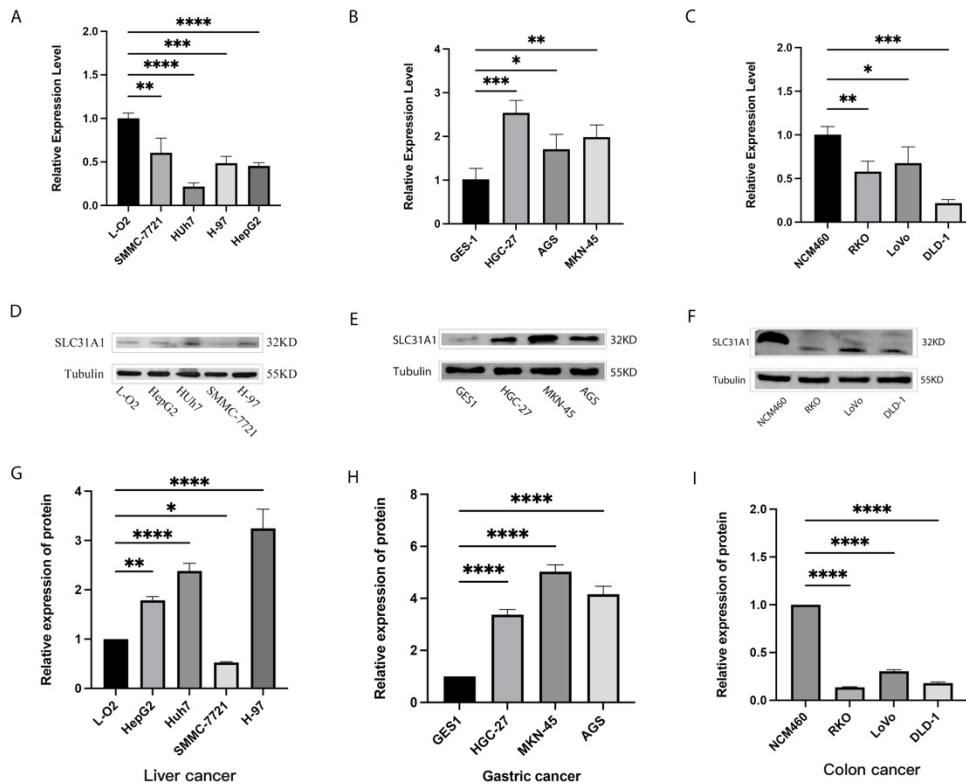 A
Relative Expression Level
2.0
1.5
1.0
0.5
0.0
****
***
****
**
L-O2
SMMC-7721
HUh7
H-97
HepG2
B
Relative Expression Level
4
3
2
1
0
**
*
***
GES-1
HGC-27
AGS
MKN-45
C
Relative Expression Level
2.0
1.5
1.0
0.5
0.0
***
*
**
NCM460
RKO
LoVo
DLD-1
D
SLC31A1 32KD
Tubulin 55KD
L-O2 HepG2 HUh7 SMMC-7721 H-97
E
SLC31A1 32KD
Tubulin 55KD
GES1 HGC-27 MKN-45 AGS
F
SLC31A1 32KD
Tubulin 55KD
NCM460 RKO LoVo DLD-1
G
Relative expression of protein
4
3
2
1
0
****
*
****
**
L-O2
HepG2
Huh7
SMMC-7721
H-97
Liver cancer
H
Relative expression of protein
8
6
4
2
0
****
****
****
GES1
HGC-27
MKN-45
AGS
Gastric cancer
I
Relative expression of protein
2.0
1.5
1.0
0.5
0.0
****
****
****
NCM460
RKO
LoVo
DLD-1
Colon cancer